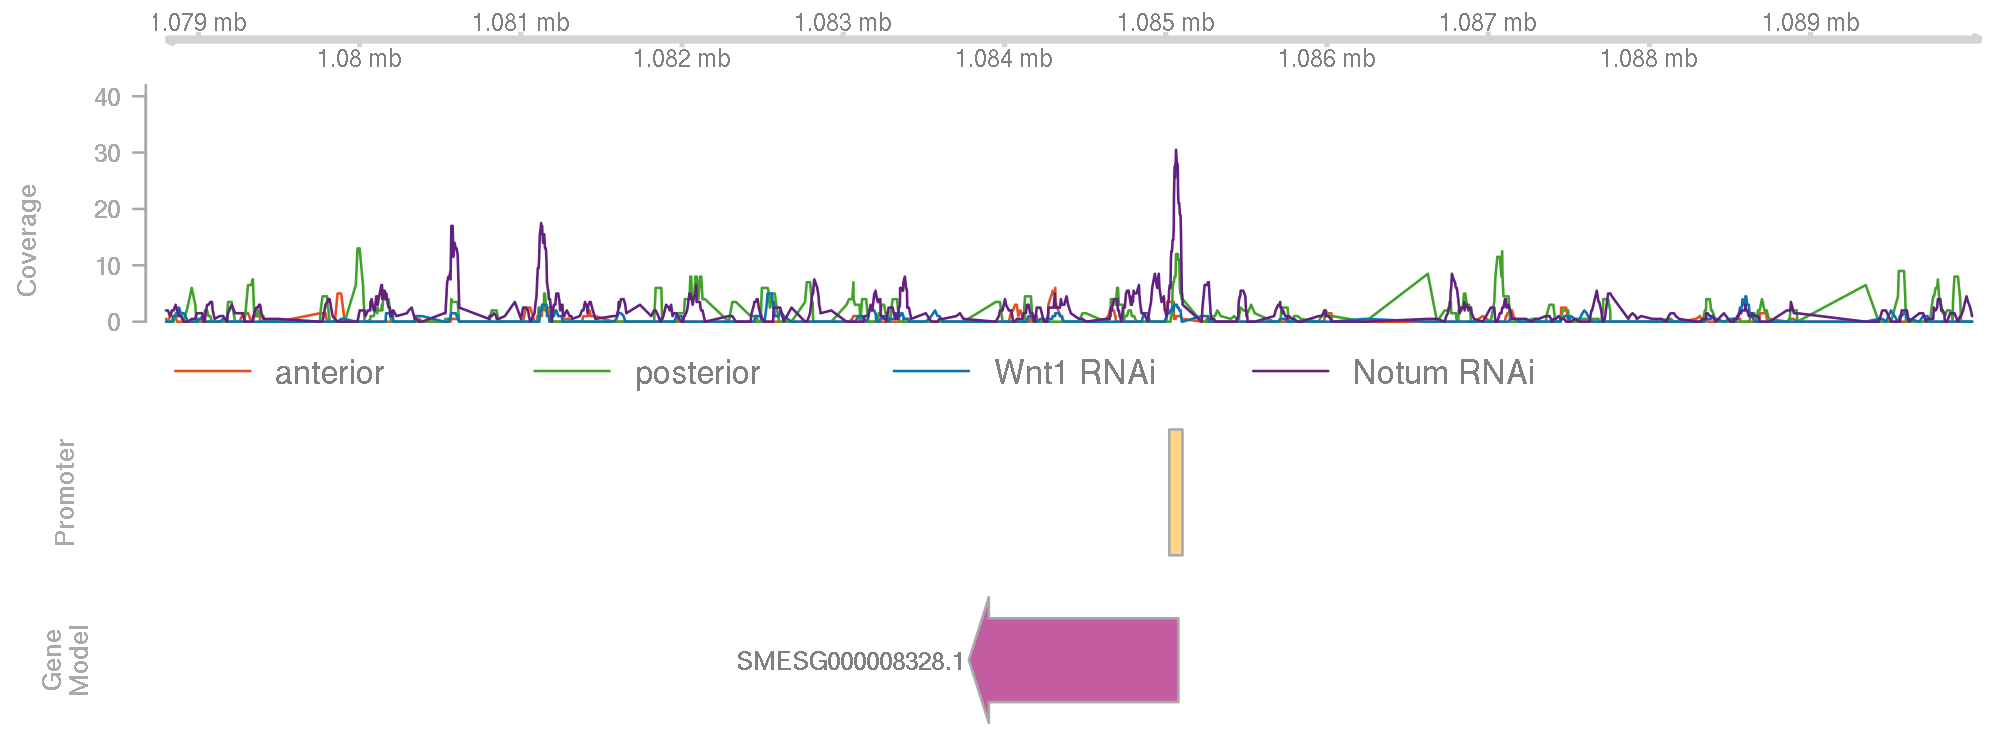 1.079 mb 1.081 mb 1.083 mb 1.085 mb 1.087 mb 1.089 mb
1.08 mb 1.082 mb 1.084 mb 1.086 mb 1.088 mb
Coverage
40
30
20
10
0
anterior posterior Wnt1 RNAi Notum RNAi
Promoter
Gene
Model
SMESG000008328.1